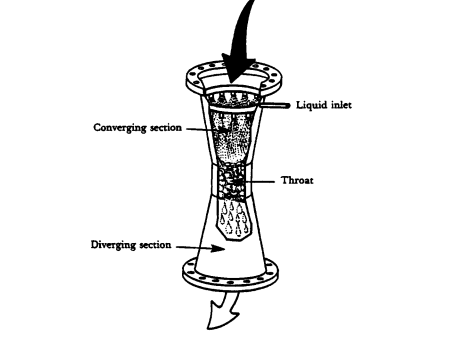 Liquid inlet
Converging section
Throat
Diverging section